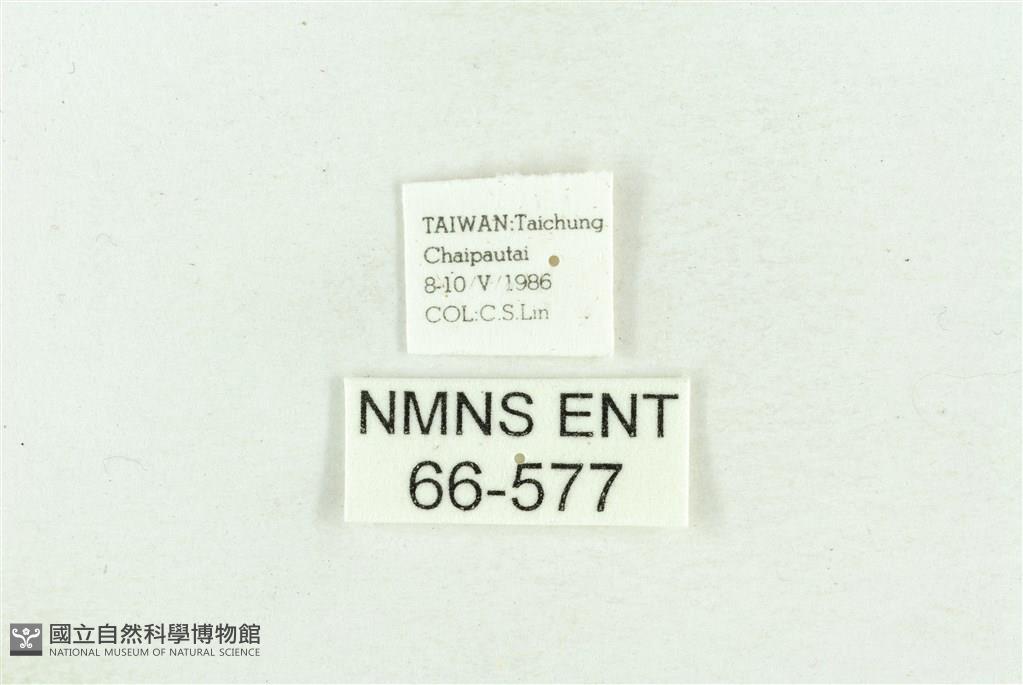 TAIWAN:Taichung
Chaipautai
8-10/V/1986
COL:C.S.Lin
NMNS ENT
66-577
國立自然科學博物館
NATIONAL MUSEUM OF NATURAL SCIENCE